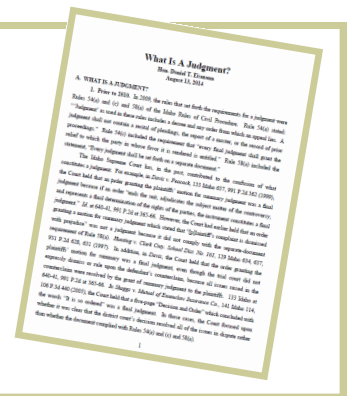 What Is A Judgment?
Hon. Daniel T. Eismann
August 13, 2014
A. WHAT IS A JUDGMENT?
1. Prior to 2010. In 2009, the rules that set forth the requirements for a judgment were
Rules 54(a) and (c) and 58(a) of the Idaho Rules of Civil Procedure. Rule 54(a) stated:
"'Judgment' as used in these rules includes a decree and any order from which an appeal lies. A
judgment shall not contain a recital of pleadings, the report of a master, or the record of prior
proceedings." Rule 54(c) included the requirement that "every final judgment shall grant the
relief to which the party in whose favor it is rendered is entitled." Rule 58(a) included the
statement, "Every judgment shall be set forth on a separate document."
The Idaho Supreme Court has, in the past, contributed to the confusion of what
constitutes a judgment. For example, in Davis v. Peacock, 133 Idaho 637, 991 P.2d 362 (1999),
the Court held that an order granting the plaintiffs' motion for summary judgment was a final
judgment because if an order "ends the suit, adjudicates the subject matter of the controversy,
and represents a final determination of the rights of the parties, the instrument constitutes a final
judgment." Id. at 640-41, 991 P.2d at 365-66. However, the Court had earlier held that an order
granting a motion for summary judgment which stated that "[p]laintiff's complaint is dismissed
with prejudice" was not a judgment because it did not comply with the separate-document
requirement of Rule 58(a). Hunting v. Clark Cnty. School Dist. No. 161, 129 Idaho 634, 637,
931 P.2d 628, 631 (1997). In addition, in Davis, the Court held that the order granting the
plaintiffs' motion for summary was a final judgment, even though the trial court did not
expressly dismiss or rule upon the defendant's counterclaim, because all issues raised in the
counterclaim were resolved by the grant of summary judgment to the plaintiffs. 133 Idaho at
640-41, 991 P.2d at 365-66. In Skaggs v. Mutual of Enumclaw Insurance Co., 141 Idaho 114,
106 P.3d 440 (2005), the Court held that a five-page "Decision and Order" which concluded with
the words "It is so ordered" was a final judgment. In these cases, the Court focused upon
whether it was clear that the district court's decision resolved all of the issues in dispute rather
than whether the document complied with Rules 54(a) and (c) and 58(a).
1